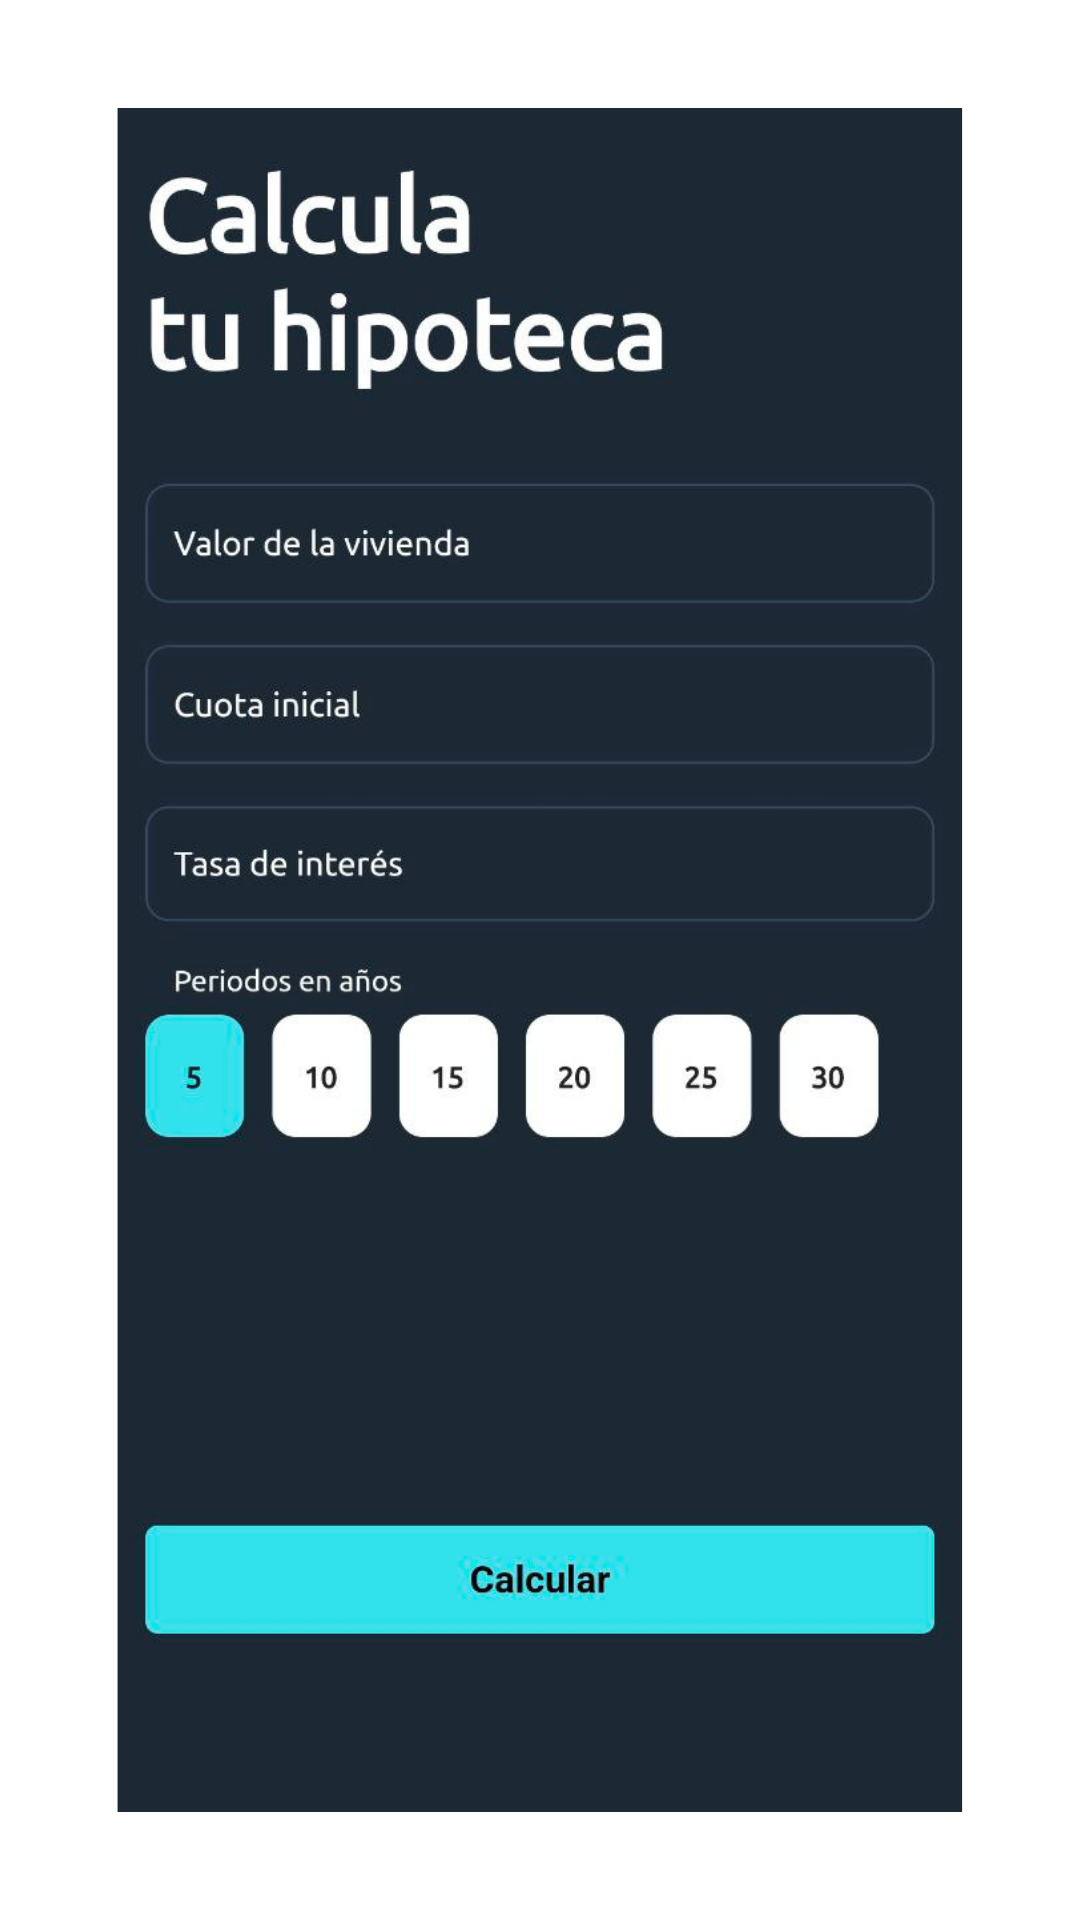 Calcula
tu hipoteca
Valor de la vivienda
Cuota inicial
Tasa de interés
Periodos en años
5 10 15 20 25 30
Calcular